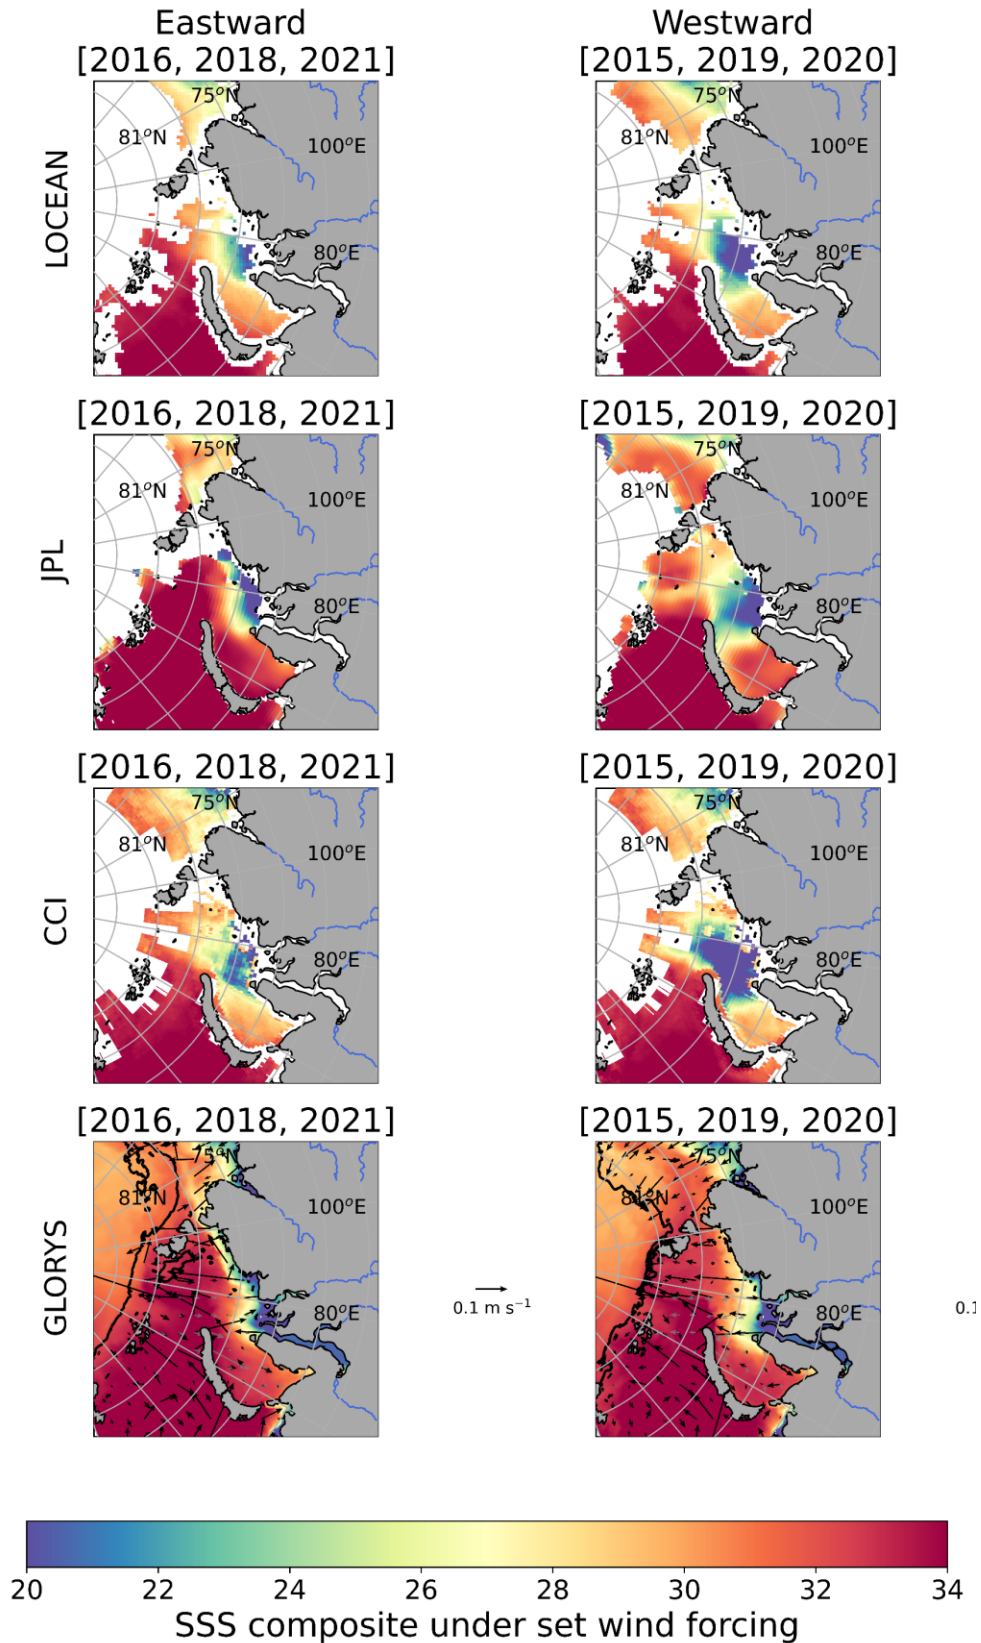 Eastward
[2016, 2018, 2021]
Westward
[2015, 2019, 2020]
LOCEAN
75°N
81°N
100°E
80°E
75°N
81°N
100°E
80°E
[2016, 2018, 2021]
[2015, 2019, 2020]
JPL
75°N
81°N
100°E
80°E
75°N
81°N
100°E
80°E
[2016, 2018, 2021]
[2015, 2019, 2020]
CCI
75°N
81°N
100°E
80°E
75°N
81°N
100°E
80°E
[2016, 2018, 2021]
[2015, 2019, 2020]
GLORYS
75°N
81°N
100°E
80°E
0.1 m s⁻¹
75°N
81°N
100°E
80°E
20 22 24 26 28 30 32 34
SSS composite under set wind forcing